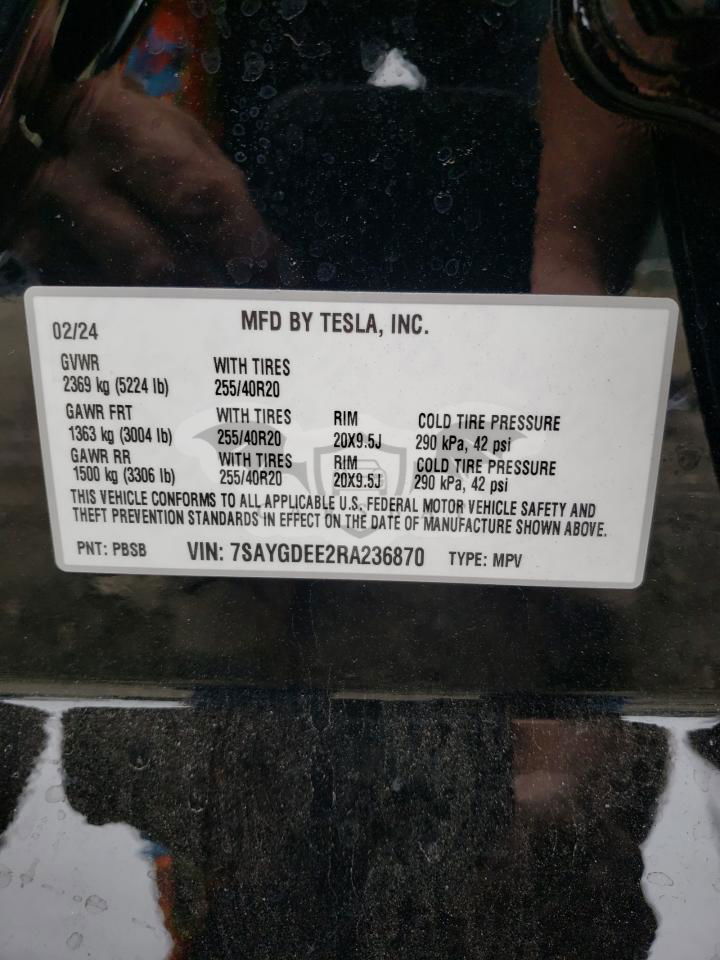 02/24 MFD BY TESLA, INC.
GVWR WITH TIRES
2369 kg (5224 lb) 255/40R20
GAWR FRT WITH TIRES RIM COLD TIRE PRESSURE
1363 kg (3004 lb) 255/40R20 20X9.5J 290 kPa, 42 psi
GAWR RR WITH TIRES RIM COLD TIRE PRESSURE
1500 kg (3306 lb) 255/40R20 20X9.5J 290 kPa, 42 psi
THIS VEHICLE CONFORMS TO ALL APPLICABLE U.S. FEDERAL MOTOR VEHICLE SAFETY AND
THEFT PREVENTION STANDARDS IN EFFECT ON THE DATE OF MANUFACTURE SHOWN ABOVE.
PNT: PBSB VIN: 7SAYGDEE2RA236870 TYPE: MPV